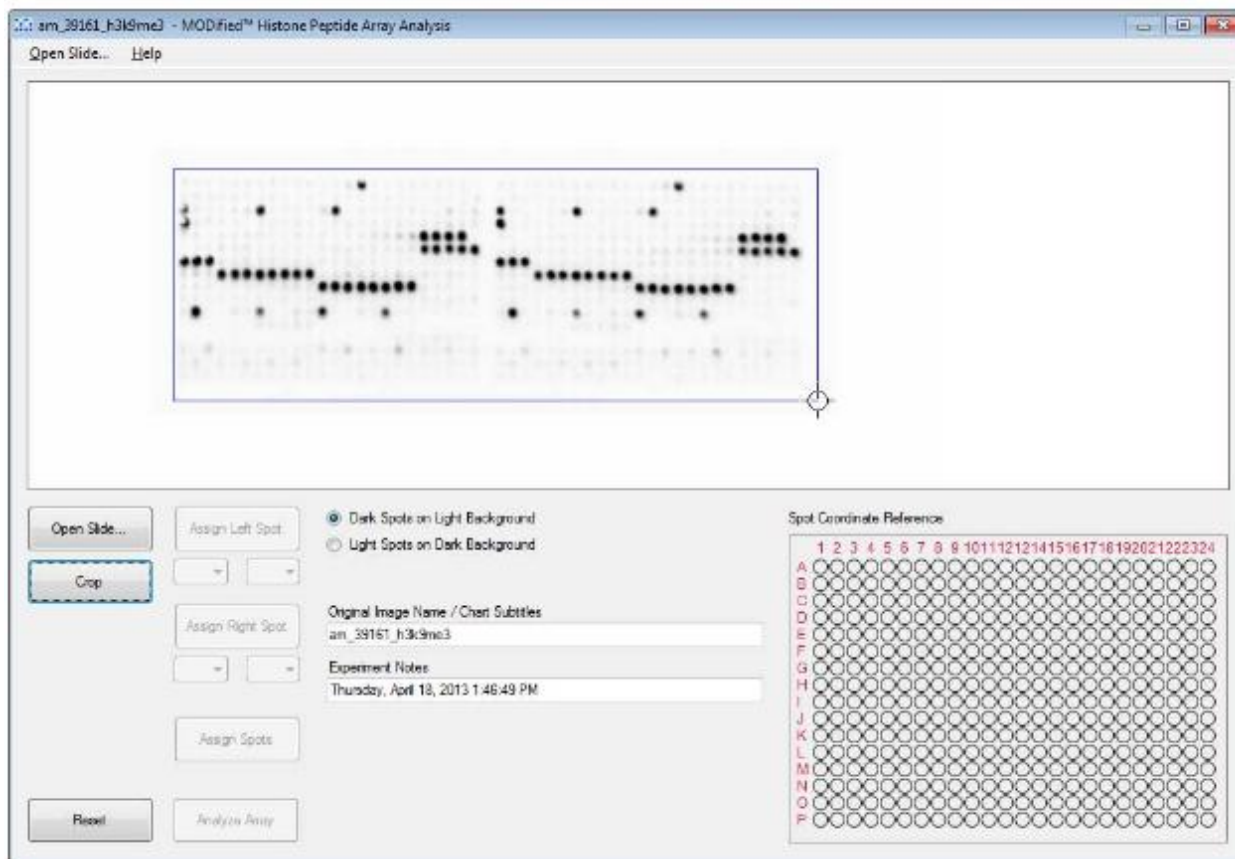 am_39161_h3k9me3 - MODified™ Histone Peptide Array Analysis
Open Slide... Help
Open Slide...
Assign Left Spot
Dark Spots on Light Background
Light Spots on Dark Background
Crop
Assign Right Spot
Original Image Name / Chart Subtitles
am_39161_h3k9me3
Experiment Notes
Thursday, April 18, 2013 1:46:49 PM
Assign Spots
Reset
Analyze Array
Spot Coordinate Reference
1 2 3 4 5 6 7 8 9 10 11 12 13 14 15 16 17 18 19 20 21 22 23 24
A
B
C
D
E
F
G
H
I
J
K
L
M
N
O
P